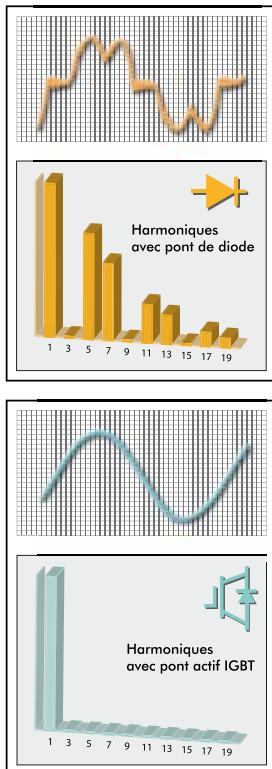 Harmoniques
avec pont de diode
1 3 5 7 9 11 13 15 17 19
Harmoniques
avec pont actif IGBT
1 3 5 7 9 11 13 15 17 19